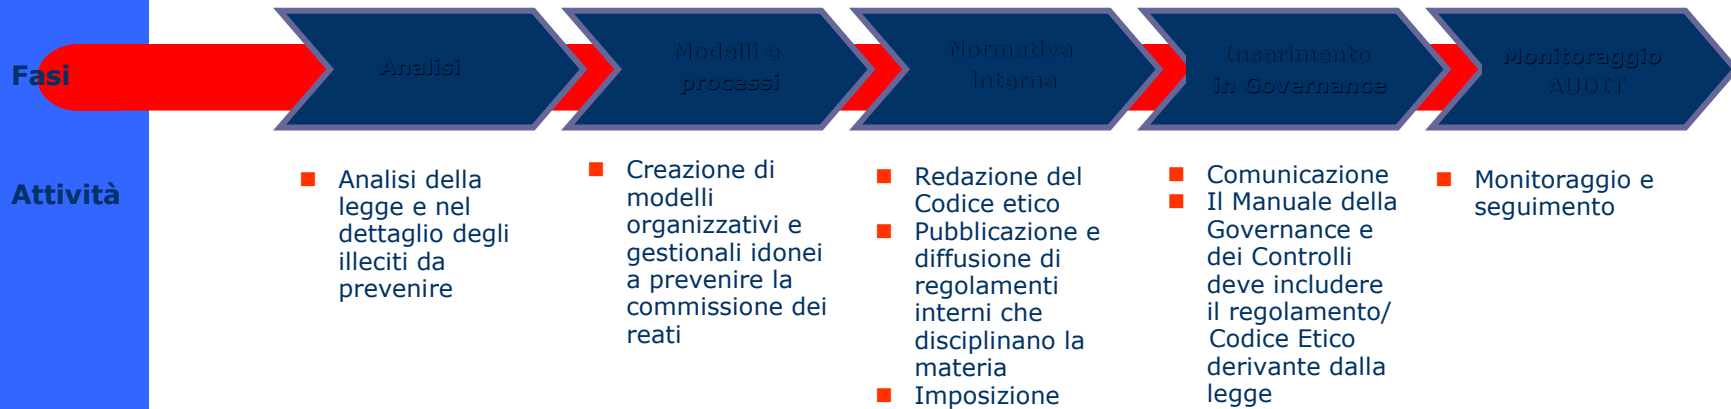 Fasi
Analisi
Modelli e
processi
Normativa
interna
Inserimento
in Governance
Monitoraggio
AUDIT
Attività
Analisi della
legge e nel
dettaglio degli
illeciti da
prevenire
Creazione di
modelli
organizzativi e
gestionali idonei
a prevenire la
commissione dei
reati
Redazione del
Codice etico
Pubblicazione e
diffusione di
regolamenti
interni che
disciplinano la
materia
Imposizione
Comunicazione
Il Manuale della
Governance e
dei Controlli
deve includere
il regolamento/
Codice Etico
derivante dalla
legge
Monitoraggio e
seguimento